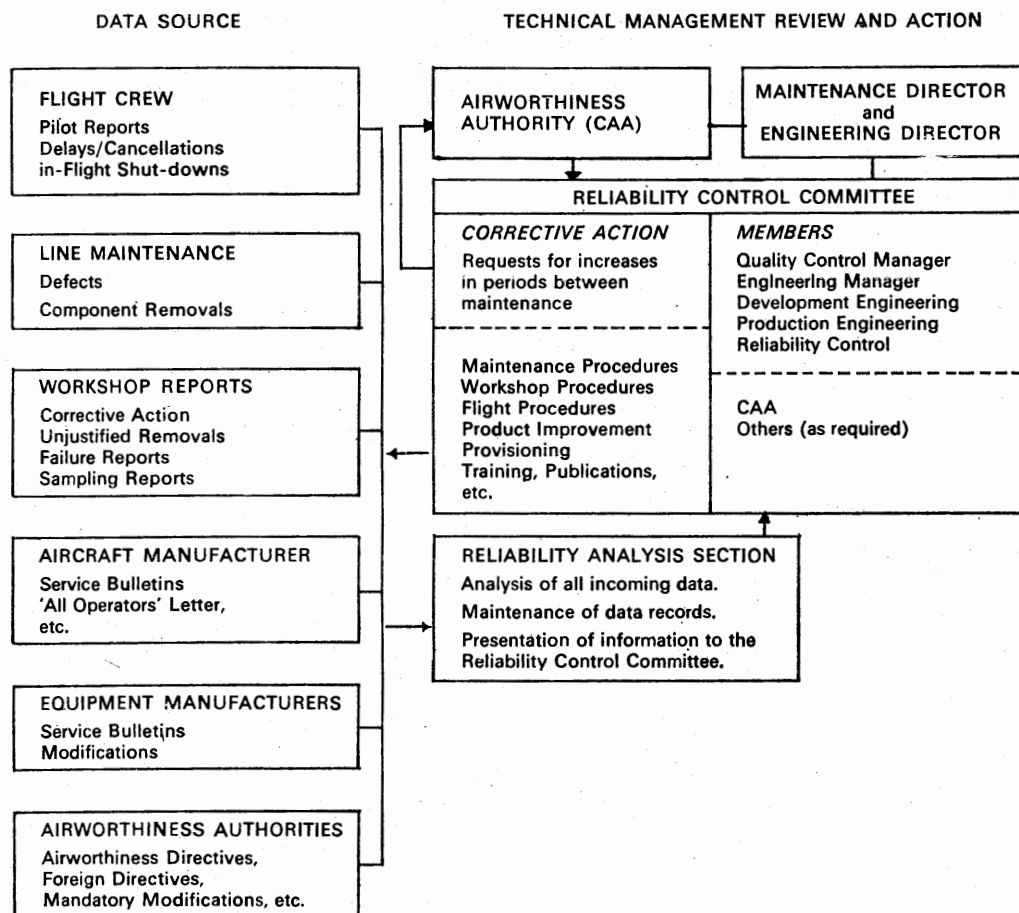 DATA SOURCE
TECHNICAL MANAGEMENT REVIEW AND ACTION
FLIGHT CREW
Pilot Reports
Delays/Cancellations
in-Flight Shut-downs
LINE MAINTENANCE
Defects
Component Removals
WORKSHOP REPORTS
Corrective Action
Unjustified Removals
Failure Reports
Sampling Reports
AIRCRAFT MANUFACTURER
Service Bulletins
'All Operators' Letter,
etc.
EQUIPMENT MANUFACTURERS
Service Bulletins
Modifications
AIRWORTHINESS AUTHORITIES
Airworthiness Directives,
Foreign Directives,
Mandatory Modifications, etc.
AIRWORTHINESS
AUTHORITY (CAA)
MAINTENANCE DIRECTOR
and
ENGINEERING DIRECTOR
RELIABILITY CONTROL COMMITTEE
CORRECTIVE ACTION
Requests for increases
in periods between
maintenance
Maintenance Procedures
Workshop Procedures
Flight Procedures
Product Improvement
Provisioning
Training, Publications,
etc.
MEMBERS
Quality Control Manager
Engineering Manager
Development Engineering
Production Engineering
Reliability Control
CAA
Others (as required)
RELIABILITY ANALYSIS SECTION
Analysis of all incoming data.
Maintenance of data records.
Presentation of information to the
Reliability Control Committee.